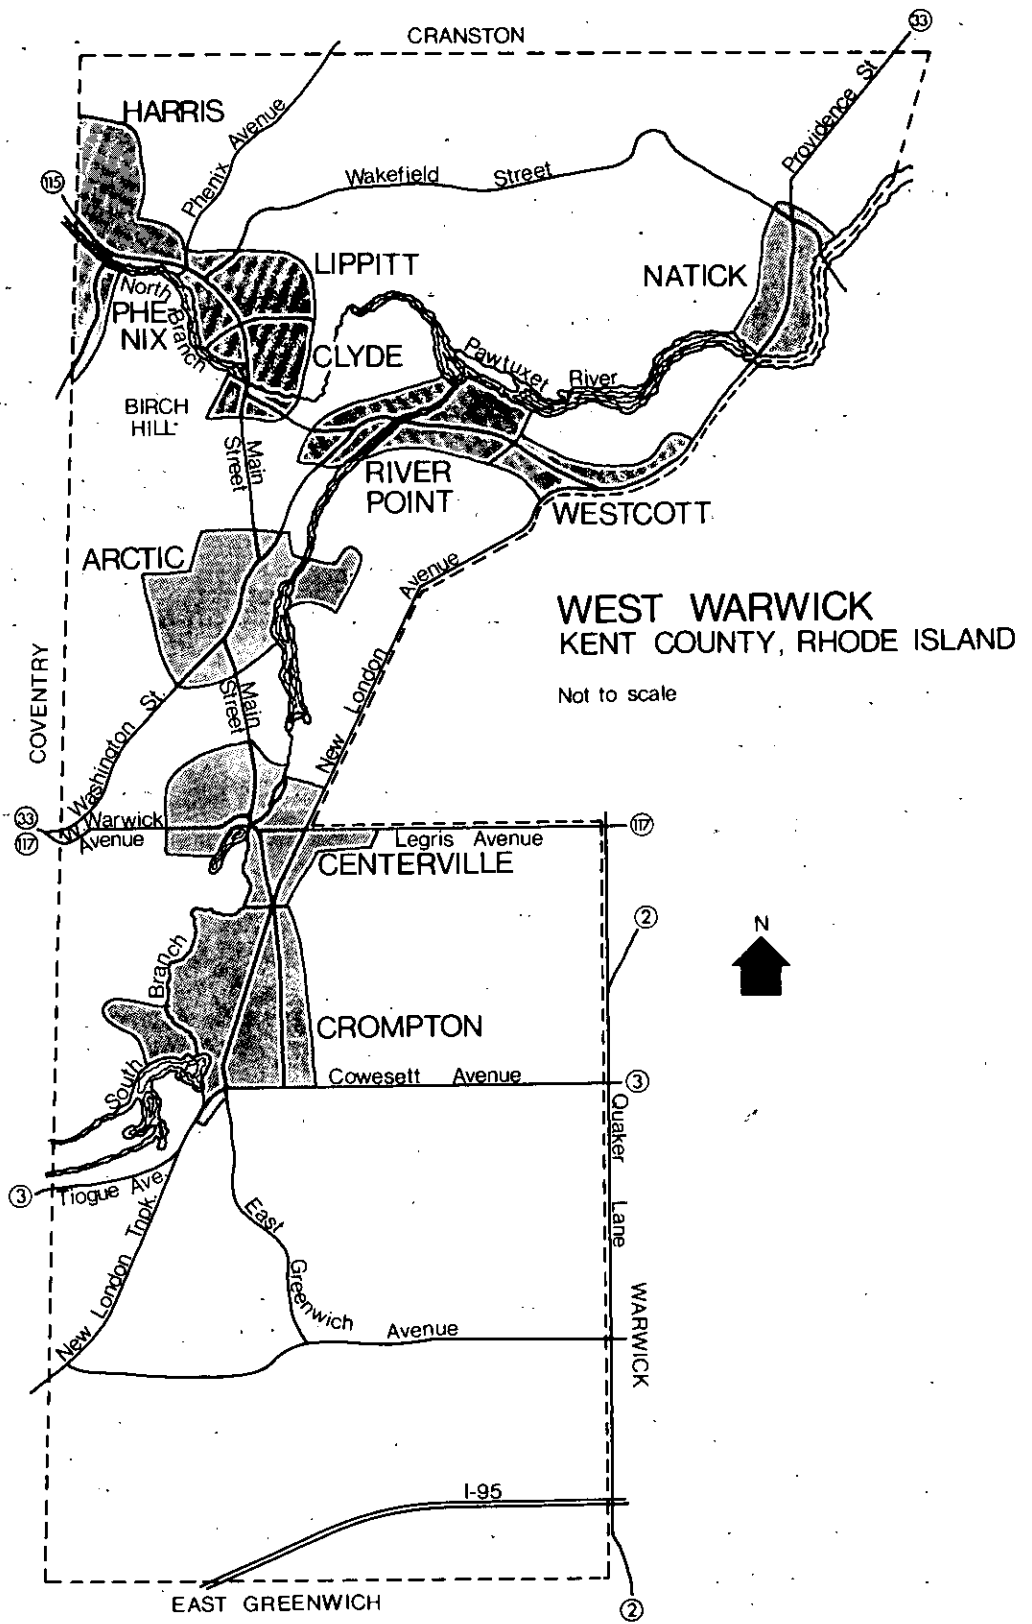 CRANSTON
33
Providence St
HARRIS
Phenix Avenue
Wakefield Street
115
LIPPITT
NATICK
North Branch
PHE
NIX
CLYDE
Pawtuxet River
BIRCH
HILL
Main
Street
RIVER
POINT
WESTCOTT
ARCTIC
Avenue
WEST WARWICK
KENT COUNTY, RHODE ISLAND
Not to scale
COVENTRY
Main
Street
New London
Washington St.
33
117
W. Warwick
Avenue
Legris Avenue
117
CENTERVILLE
2
N
Branch
CROMPTON
South
Cowesett Avenue
3
Quaker Lane
3
Tiogue Ave.
New London Tnpk.
East Greenwich Avenue
WARWICK
I-95
EAST GREENWICH
2